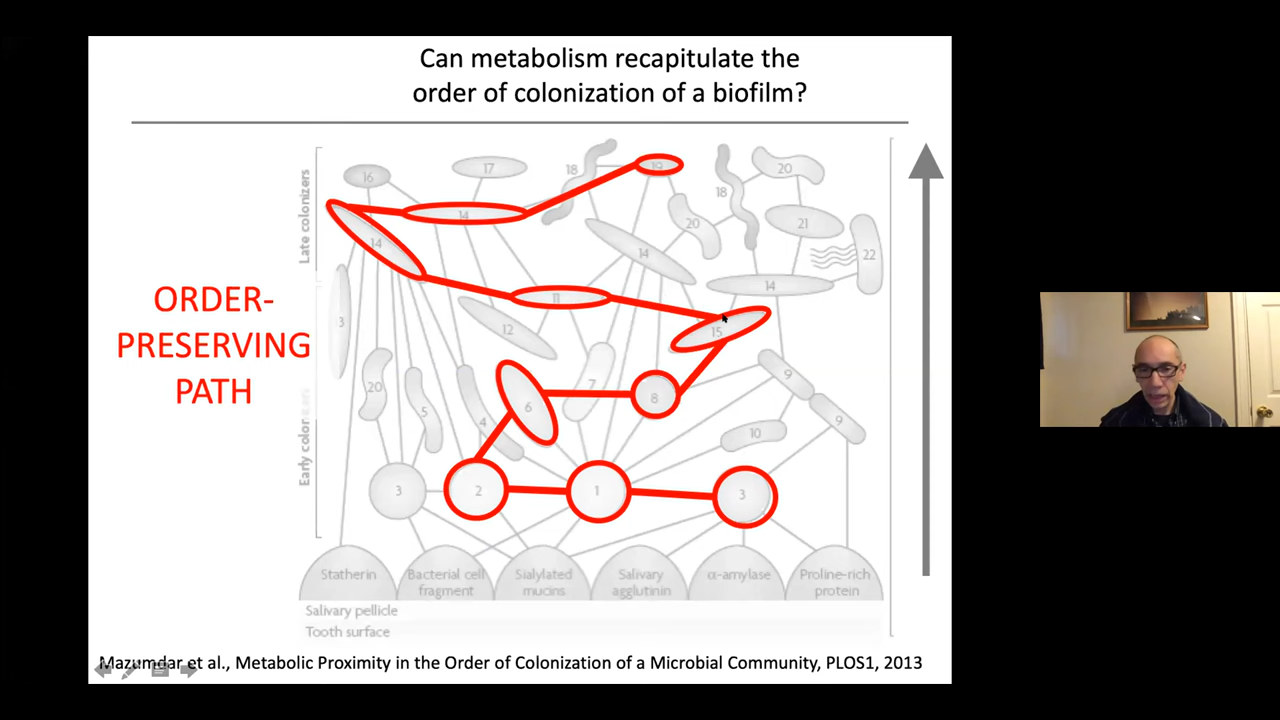 Can metabolism recapitulate the
order of colonization of a biofilm?
Late colonizers
16
17
18
19
20
18
14
14
20
21
14
22
14
3
11
12
15
ORDER-
PRESERVING
PATH
20
5
4
6
7
8
9
9
10
Early
3
2
1
3
Statherin
Bacterial cell
fragment
Sialylated
mucins
Salivary
agglutinin
α-amylase
Proline-rich
protein
Salivary pellicle
Tooth surface
Mazumdar et al., Metabolic Proximity in the Order of Colonization of a Microbial Community, PLOS1, 2013